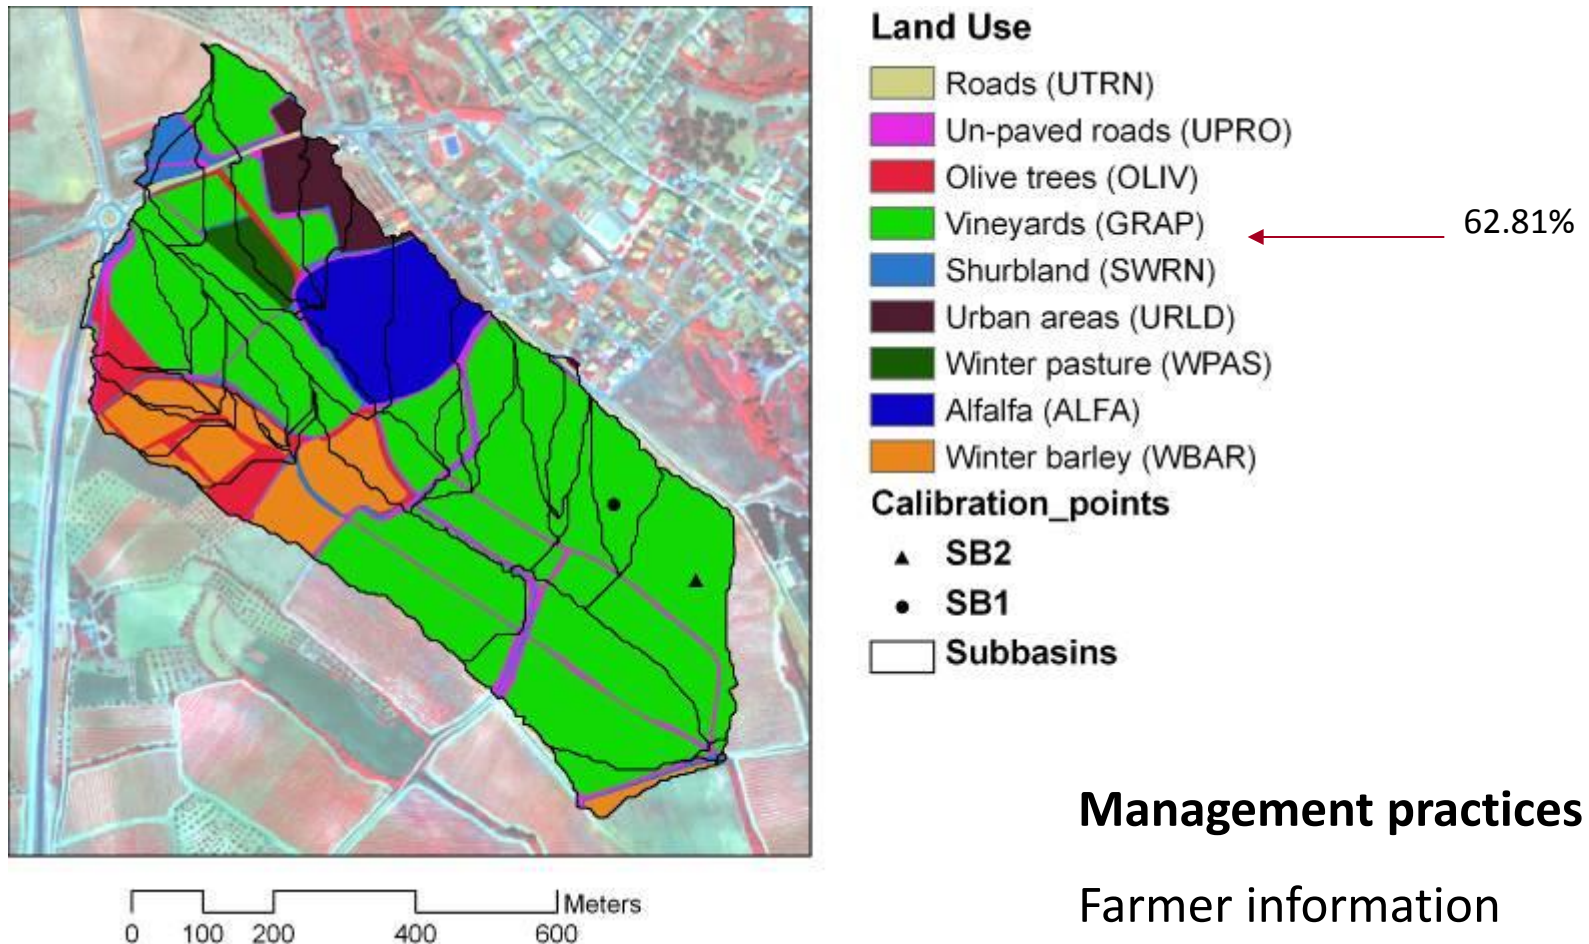 Land Use
Roads (UTRN)
Un-paved roads (UPRO)
Olive trees (OLIV)
Vineyards (GRAP)
62.81%
Shurbland (SWRN)
Urban areas (URLD)
Winter pasture (WPAS)
Alfalfa (ALFA)
Winter barley (WBAR)
Calibration_points
SB2
SB1
Subbasins
Management practices
Farmer information
Meters
0 100 200 400 600